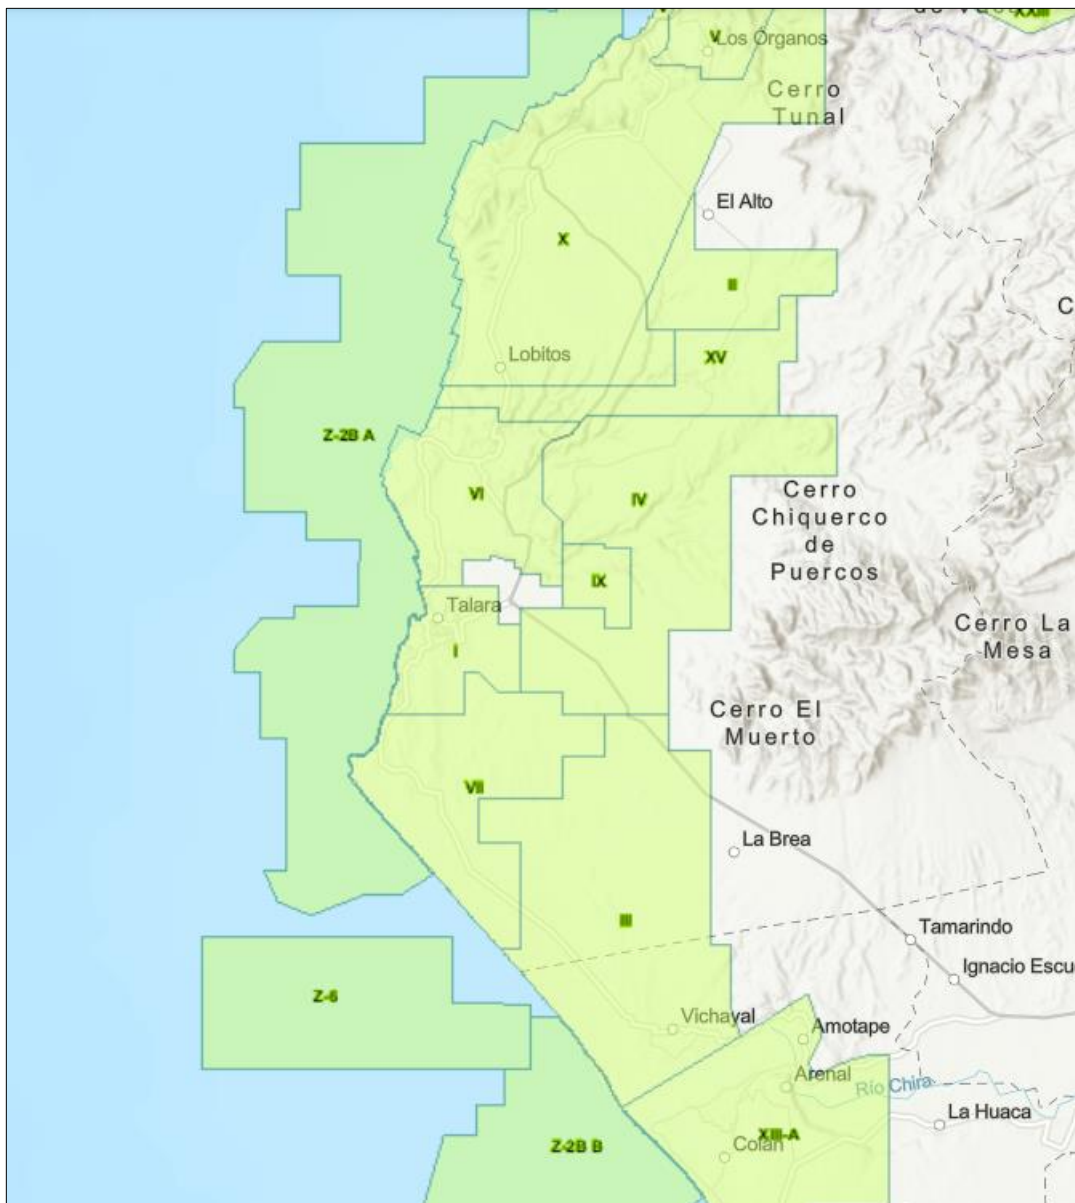 XXIII
V
Los Órganos
Cerro
Tunal
El Alto
X
II
Lobitos
XV
Z-2B A
VI
IV
Cerro
Chiquerco
de
Puercos
IX
Talara
Cerro La
Mesa
I
Cerro El
Muerto
VII
La Brea
III
Tamarindo
Ignacio Escu
Z-6
Vichayal
Amotape
Arenal
Río Chira
La Huaca
XIII-A
Z-2B B
Colán
C